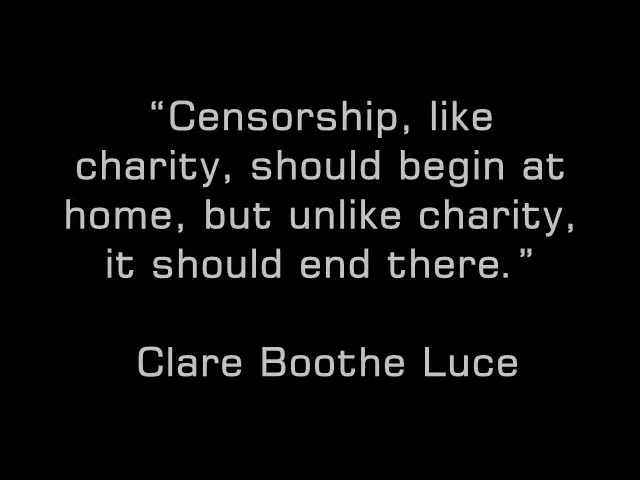 “Censorship, like
charity, should begin at
home, but unlike charity,
it should end there.”
Clare Boothe Luce